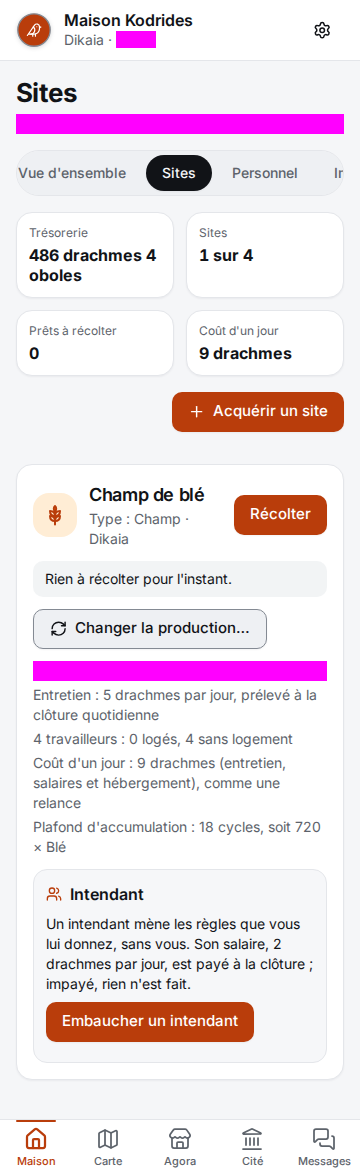 Maison Kodrides
Dikaia ·
Sites
Vue d'ensemble
Sites
Personnel
Trésorerie
486 drachmes 4
oboles
Sites
1 sur 4
Prêts à récolter
0
Coût d'un jour
9 drachmes
Acquérir un site
Champ de blé
Type : Champ ·
Dikaia
Récolter
Rien à récolter pour l'instant.
Changer la production...
Entretien : 5 drachmes par jour, prélevé à la
clôture quotidienne
4 travailleurs : 0 logés, 4 sans logement
Coût d'un jour : 9 drachmes (entretien,
salaires et hébergement), comme une
relance
Plafond d'accumulation : 18 cycles, soit 720
× Blé
Intendant
Un intendant mène les règles que vous
lui donnez, sans vous. Son salaire, 2
drachmes par jour, est payé à la clôture ;
impayé, rien n'est fait.
Embaucher un intendant
Maison
Carte
Agora
Cité
Messages